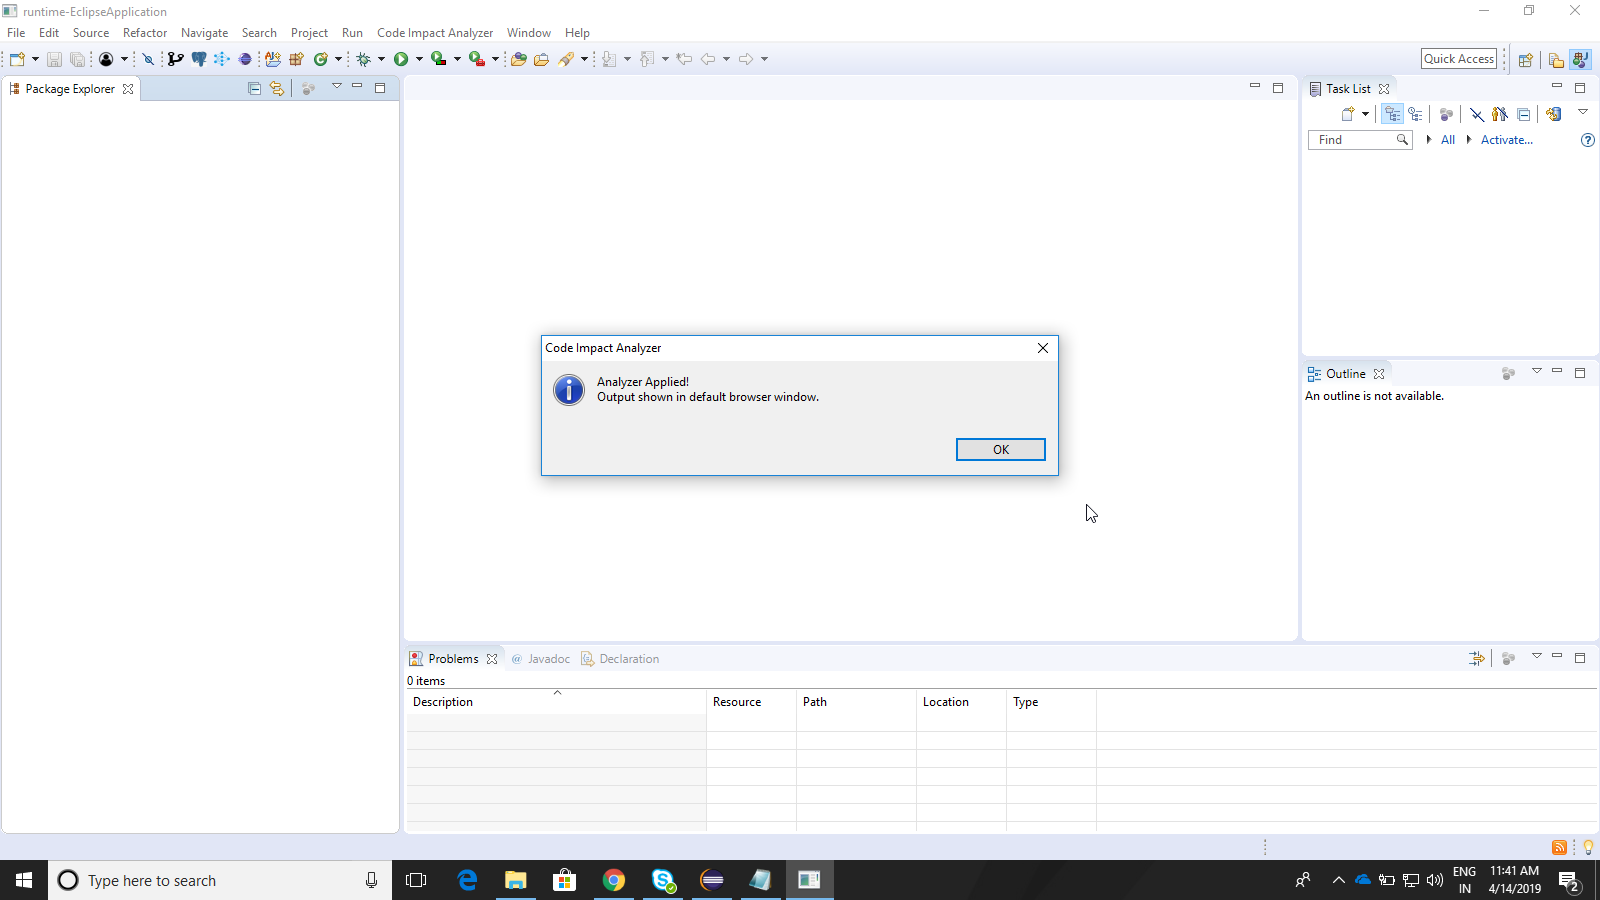 runtime-EclipseApplication
File Edit Source Refactor Navigate Search Project Run Code Impact Analyzer Window Help
Quick Access
Package Explorer
Task List
Find
All
Activate...
Code Impact Analyzer
Analyzer Applied!
Output shown in default browser window.
OK
Outline
An outline is not available.
Problems @ Javadoc Declaration
0 items
Description Resource Path Location Type
Type here to search
ENG
IN
11:41 AM
4/14/2019
2